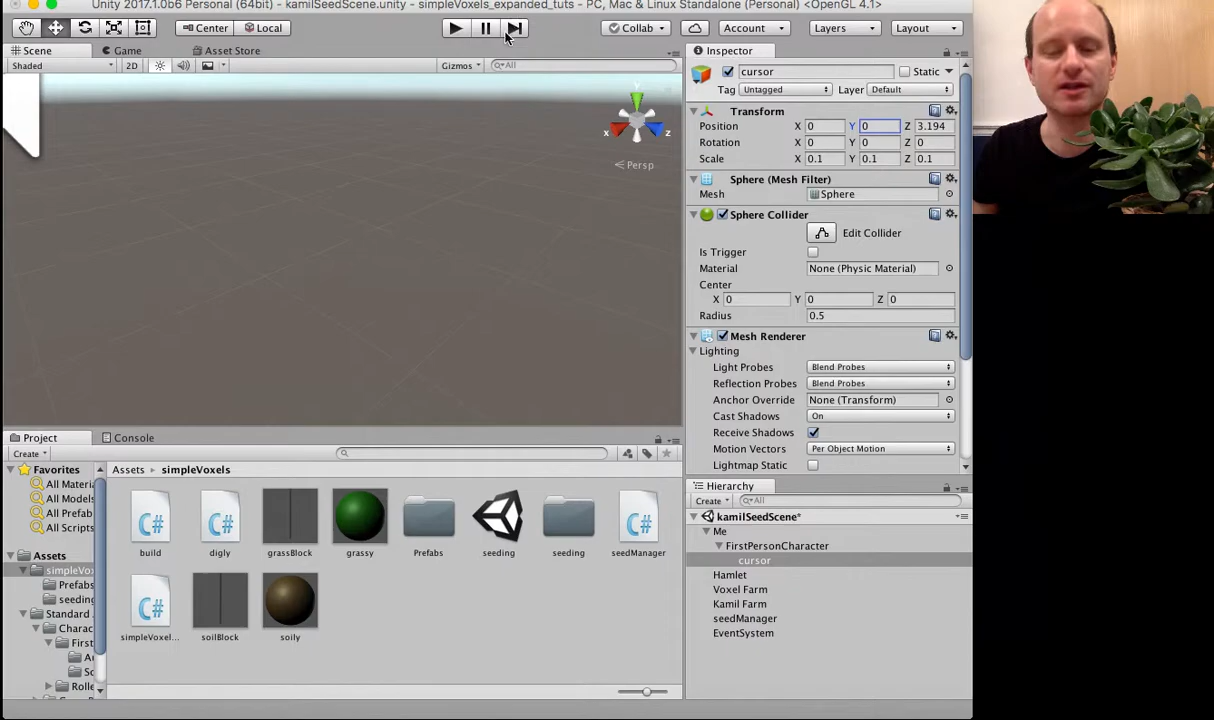 Unity 2017.1.0b6 Personal (64bit) - kamilSeedScene.unity - simpleVoxels_expanded_tuts - PC, Mac & Linux Standalone (Personal) <OpenGL 4.1>
Center Local Collab Account Layers Layout
Scene Game Asset Store
Shaded 2D Gizmos All
x y z
Persp
Inspector
cursor Static
Tag Untagged Layer Default
Transform
Position X 0 Y 0 Z 3.194
Rotation X 0 Y 0 Z 0
Scale X 0.1 Y 0.1 Z 0.1
Sphere (Mesh Filter)
Mesh Sphere
Sphere Collider
Edit Collider
Is Trigger
Material None (Physic Material)
Center
X 0 Y 0 Z 0
Radius 0.5
Mesh Renderer
Lighting
Light Probes Blend Probes
Reflection Probes Blend Probes
Anchor Override None (Transform)
Cast Shadows On
Receive Shadows
Motion Vectors Per Object Motion
Lightmap Static
Project Console
Create
Favorites
All Materi
All Models
All Prefab
All Scripts
Assets
simpleVox
Prefabs
seeding
Standard
Charac
First
A
Sc
Rolle
Assets simpleVoxels
build digly grassBlock grassy Prefabs seeding seeding seedManager
simpleVoxel... soilBlock soily
Hierarchy
Create All
kamilSeedScene*
Me
FirstPersonCharacter
cursor
Hamlet
Voxel Farm
Kamil Farm
seedManager
EventSystem